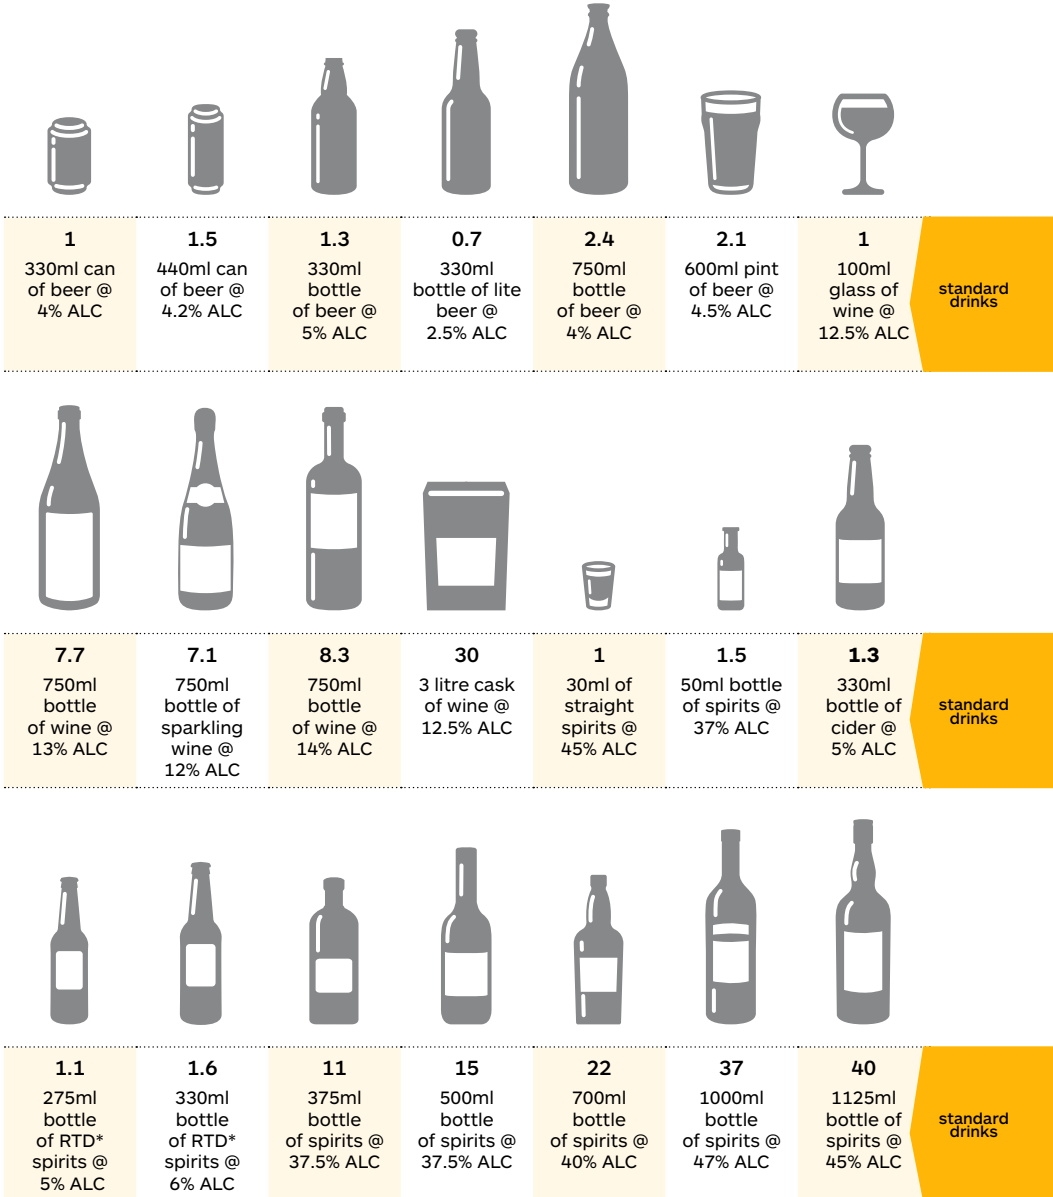 1
330ml can
of beer @
4% ALC
1.5
440ml can
of beer @
4.2% ALC
1.3
330ml
bottle
of beer @
5% ALC
0.7
330ml
bottle of lite
beer @
2.5% ALC
2.4
750ml
bottle
of beer @
4% ALC
2.1
600ml pint
of beer @
4.5% ALC
1
100ml
glass of
wine @
12.5% ALC
standard
drinks
7.7
750ml
bottle
of wine @
13% ALC
7.1
750ml
bottle of
sparkling
wine @
12% ALC
8.3
750ml
bottle
of wine @
14% ALC
30
3 litre cask
of wine @
12.5% ALC
1
30ml of
straight
spirits @
45% ALC
1.5
50ml bottle
of spirits @
37% ALC
1.3
330ml
bottle of
cider @
5% ALC
standard
drinks
1.1
275ml
bottle
of RTD*
spirits @
5% ALC
1.6
330ml
bottle
of RTD*
spirits @
6% ALC
11
375ml
bottle
of spirits @
37.5% ALC
15
500ml
bottle
of spirits @
37.5% ALC
22
700ml
bottle
of spirits @
40% ALC
37
1000ml
bottle
of spirits @
47% ALC
40
1125ml
bottle of
spirits @
45% ALC
standard
drinks